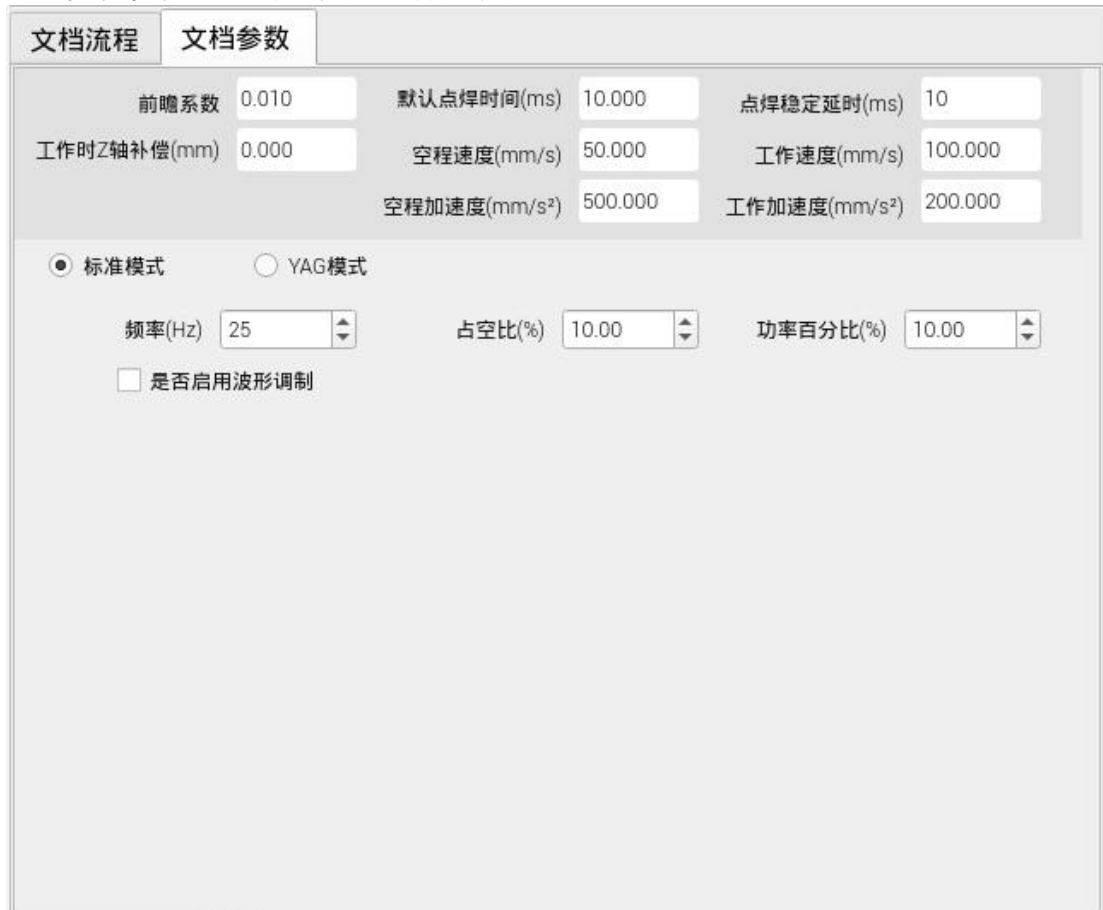 文档流程 文档参数
前瞻系数 0.010 默认点焊时间(ms) 10.000 点焊稳定延时(ms) 10
工作时Z轴补偿(mm) 0.000 空程速度(mm/s) 50.000 工作速度(mm/s) 100.000
空程加速度(mm/s²) 500.000 工作加速度(mm/s²) 200.000
标准模式 YAG模式
频率(Hz) 25 占空比(%) 10.00 功率百分比(%) 10.00
是否启用波形调制